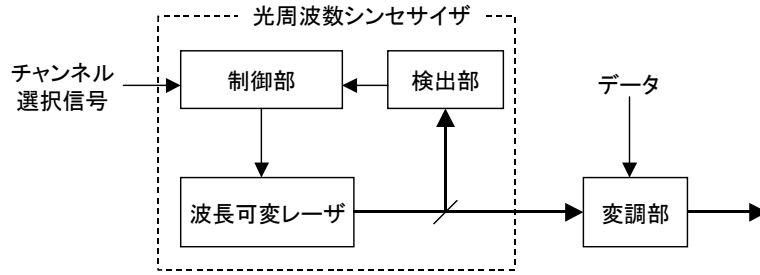 光周波数シンセサイザ
チャンネル
選択信号
制御部
検出部
データ
波長可変レーザ
変調部